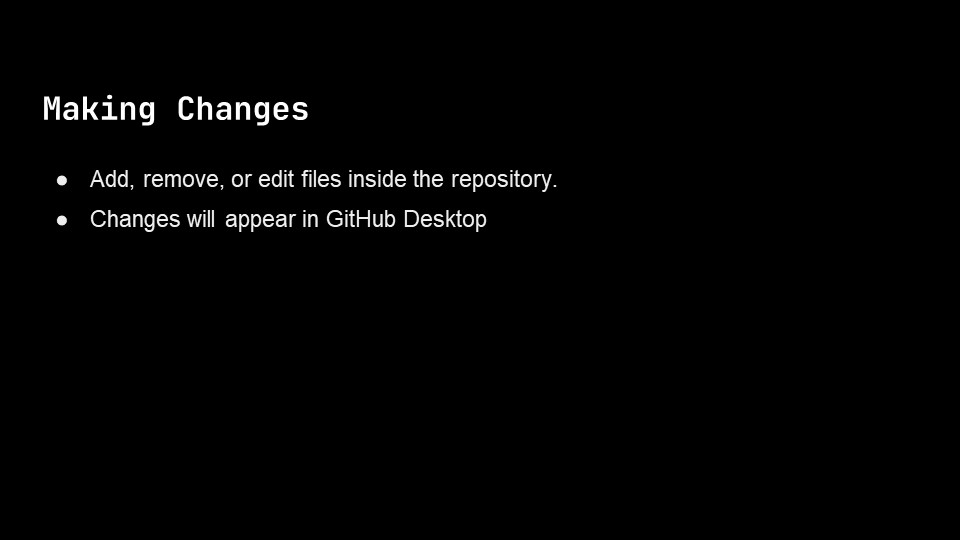 Making Changes
● Add, remove, or edit files inside the repository.
● Changes will appear in GitHub Desktop